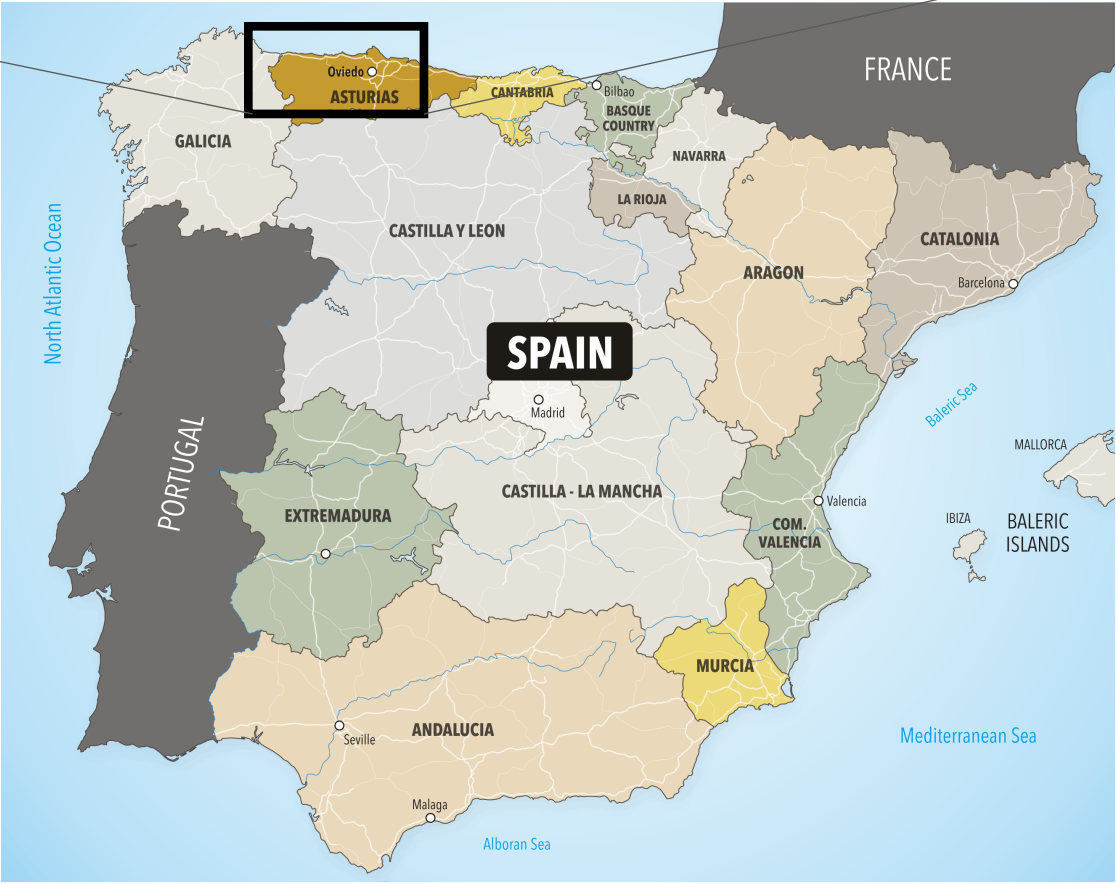 FRANCE
Oviedo
ASTURIAS
CANTABRIA
Bilbao
BASQUE
COUNTRY
GALICIA
NAVARRA
LA RIOJA
CASTILLA Y LEON
CATALONIA
ARAGON
Barcelona
North Atlantic Ocean
SPAIN
Madrid
Baleric Sea
PORTUGAL
MALLORCA
CASTILLA - LA MANCHA
Valencia
EXTREMADURA
IBIZA
BALERIC
ISLANDS
COM.
VALENCIA
MURCIA
ANDALUCIA
Seville
Mediterranean Sea
Malaga
Alboran Sea